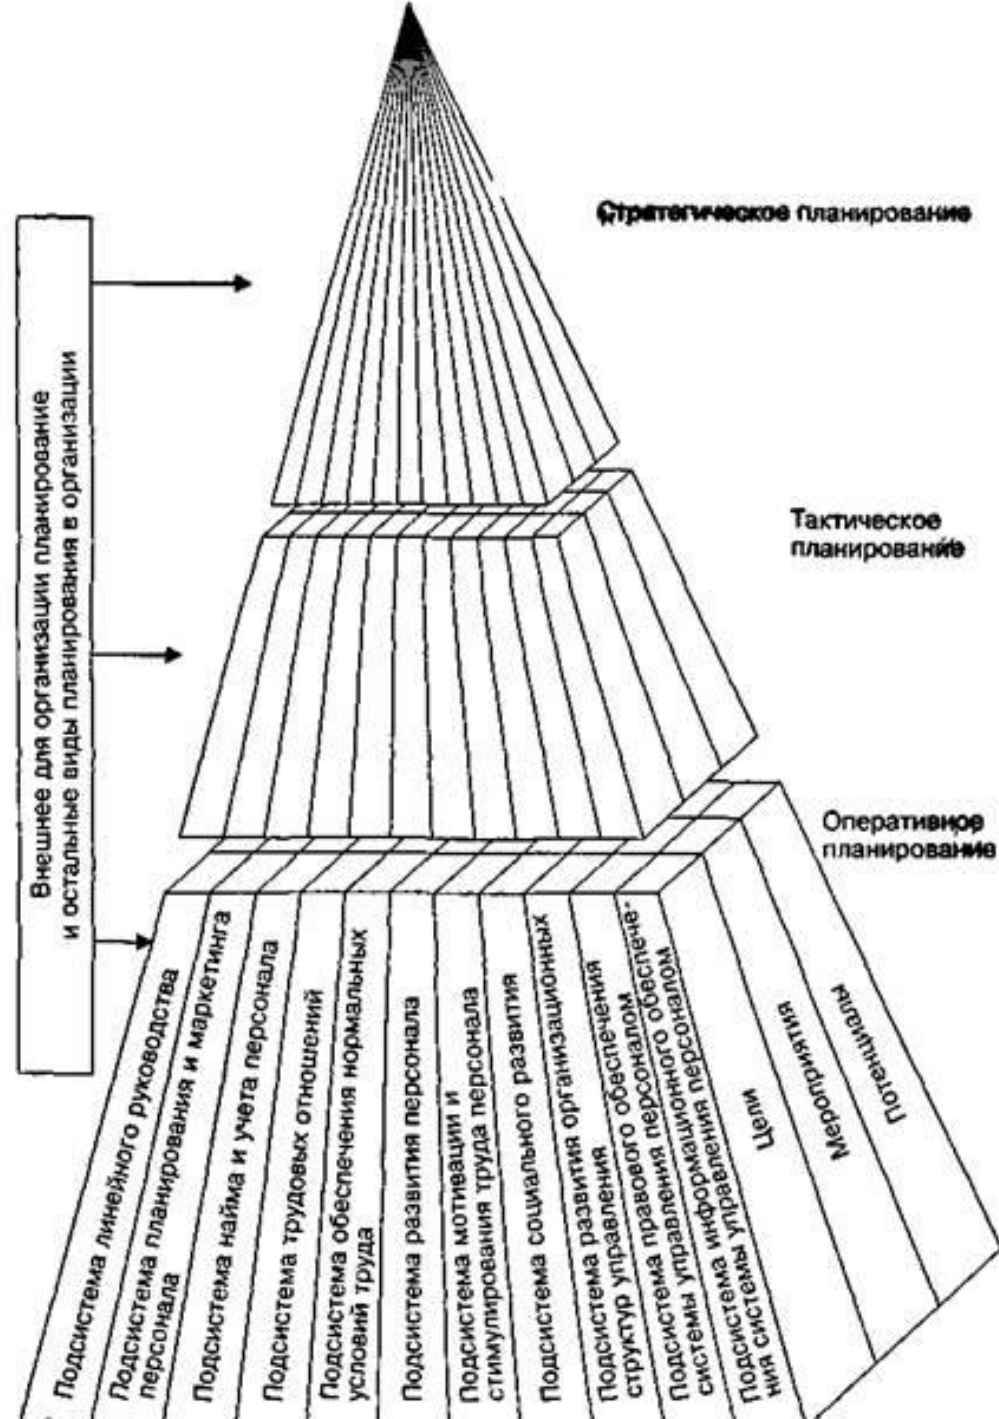 Стратегическое планирование
Тактическое
планирование
Оперативное
планирование
Внешнее для организации планирование
и остальные виды планирования в организации
Подсистема линейного руководства
Подсистема планирования и маркетинга
персонала
Подсистема найма и учета персонала
Подсистема трудовых отношений
Подсистема обеспечения нормальных
условий труда
Подсистема развития персонала
Подсистема мотивации и
стимулирования труда персонала
Подсистема социального развития
Подсистема развития организационных
структур управления
Подсистема правового обеспечения
системы управления персоналом
Подсистема информационного обеспече-
ния системы управления персоналом
Цели
Мероприятия
Потенциалы